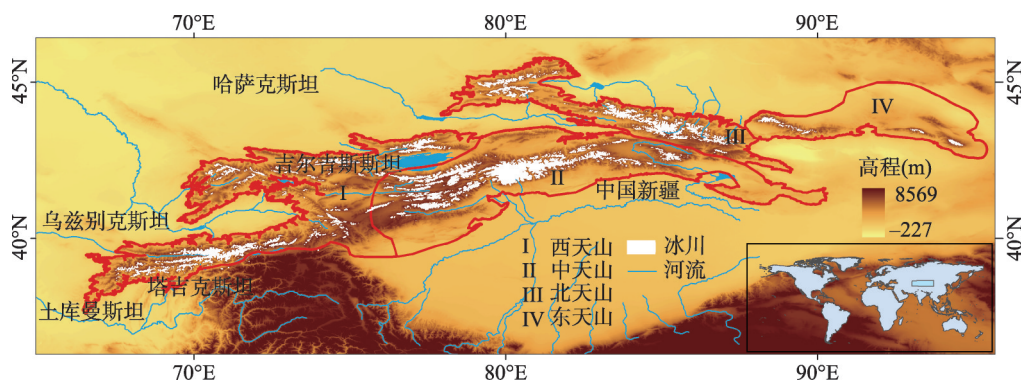 70°E 80°E 90°E
45°N 45°N
哈萨克斯坦
IV
III
吉尔吉斯斯坦
高程(m)
I II
8569
中国新疆
乌兹别克斯坦
-227
40°N 40°N
I 西天山 冰川
塔吉克斯坦
II 中天山 河流
III 北天山
土库曼斯坦
IV 东天山
70°E 80°E 90°E